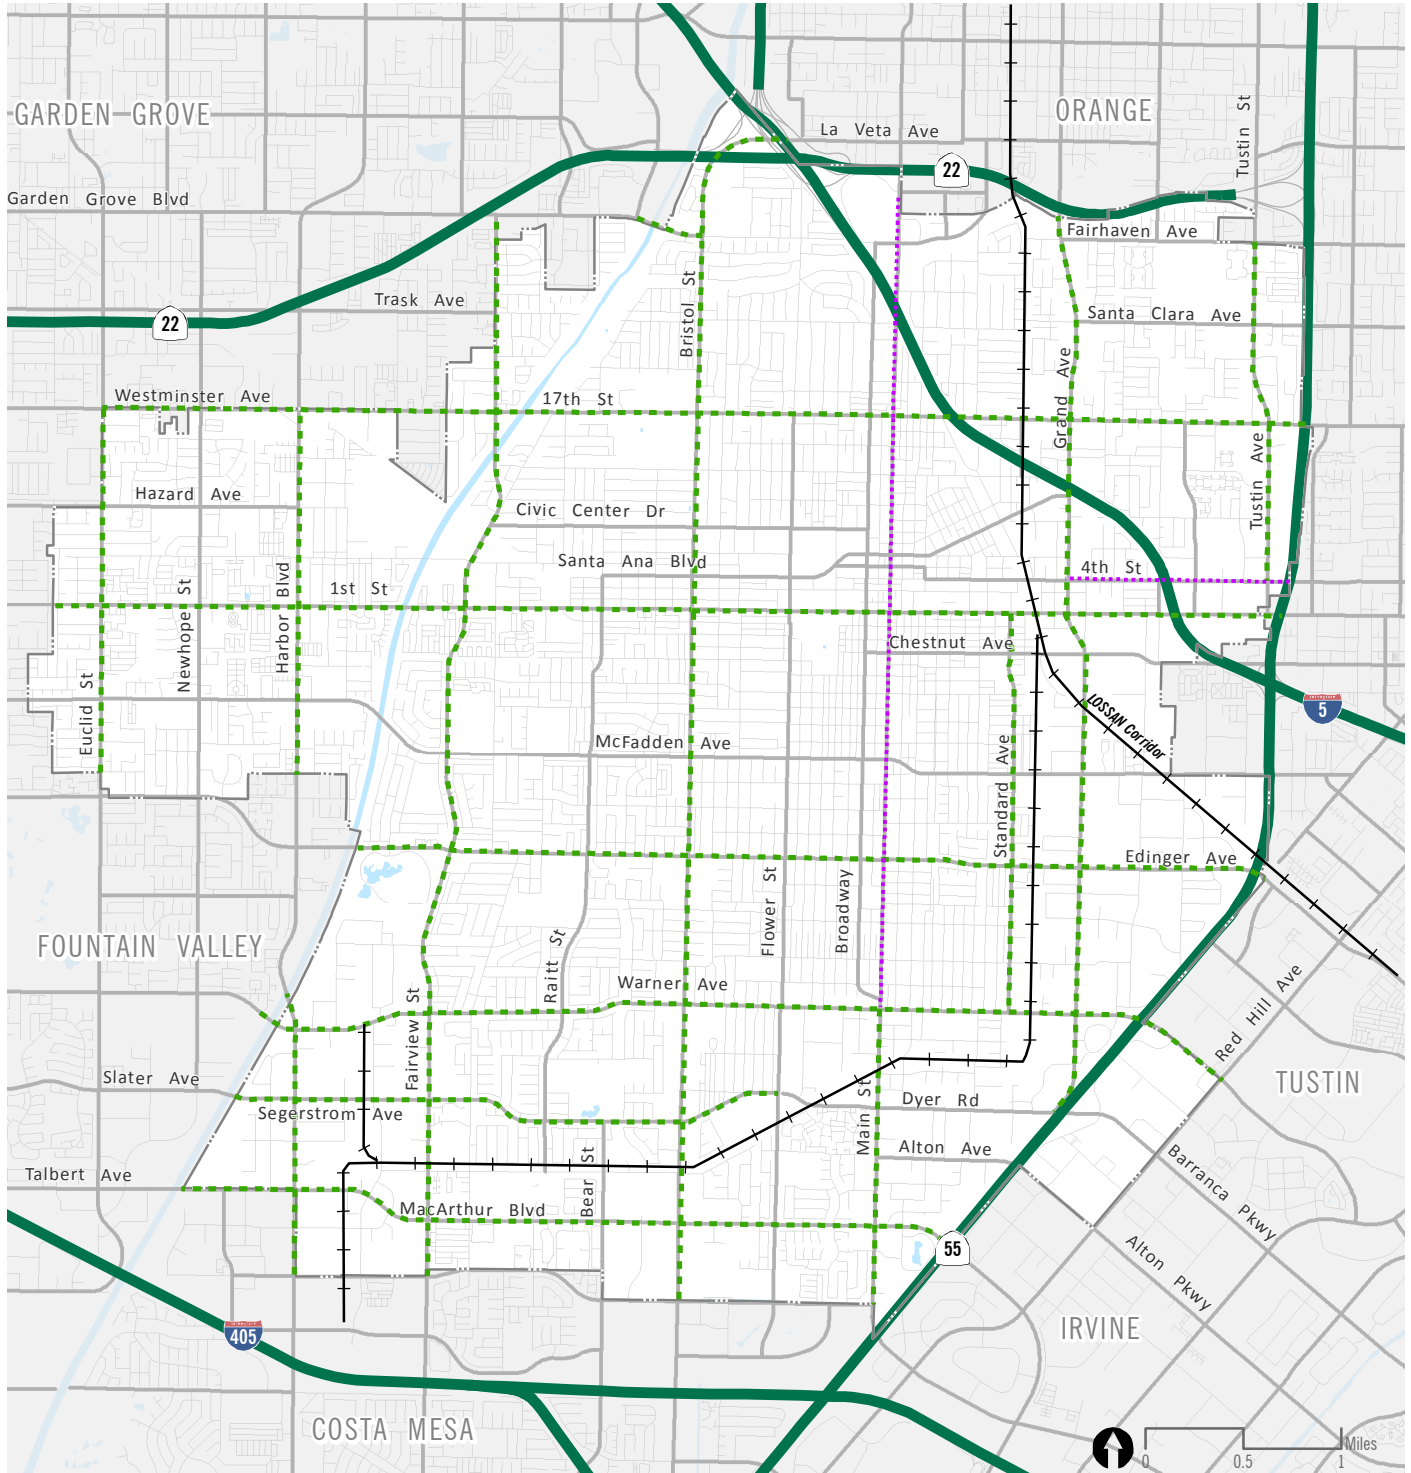 GARDEN GROVE
ORANGE
Tustin St
La Veta Ave
22
Garden Grove Blvd
Fairhaven Ave
Bristol St
Trask Ave
22
Santa Clara Ave
Grand Ave
Westminster Ave
17th St
Tustin Ave
Hazard Ave
Civic Center Dr
Santa Ana Blvd
4th St
Newhope St
Harbor Blvd
1st St
Chestnut Ave
Euclid St
LOSSAN Corridor
5
McFadden Ave
Standard Ave
Edinger Ave
Flower St
Broadway
FOUNTAIN VALLEY
Raitt St
Warner Ave
Fairview St
Red Hill Ave
Slater Ave
TUSTIN
Segerstrom Ave
Main St
Dyer Rd
Alton Ave
Talbert Ave
Bear St
Barranca Pkwy
MacArthur Blvd
55
Alton Pkwy
405
IRVINE
COSTA MESA
Miles
0 0.5 1